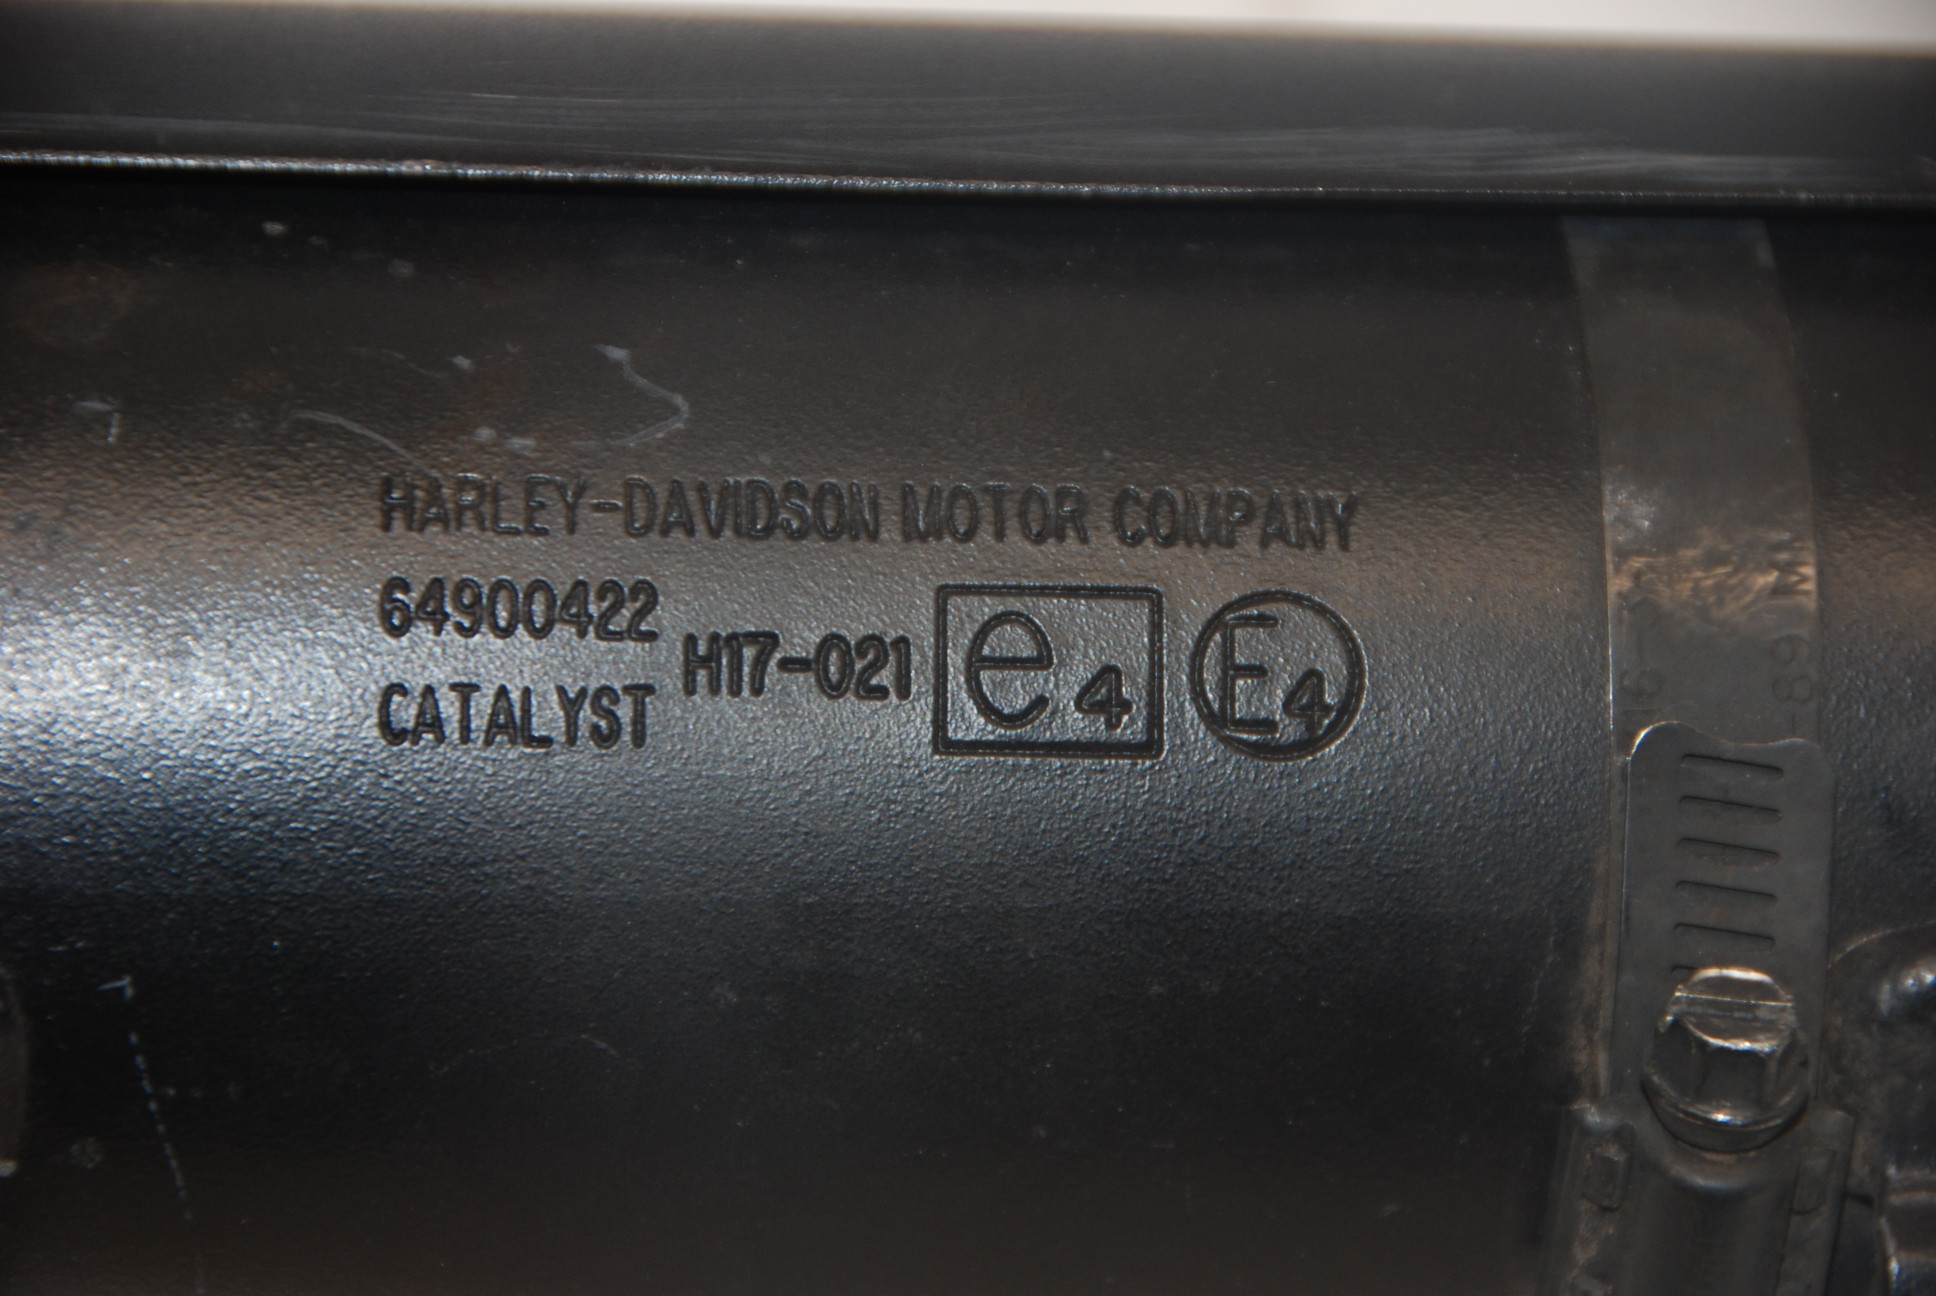 HARLEY-DAVIDSON MOTOR COMPANY
64900422
CATALYST
H17-021
e4
E4